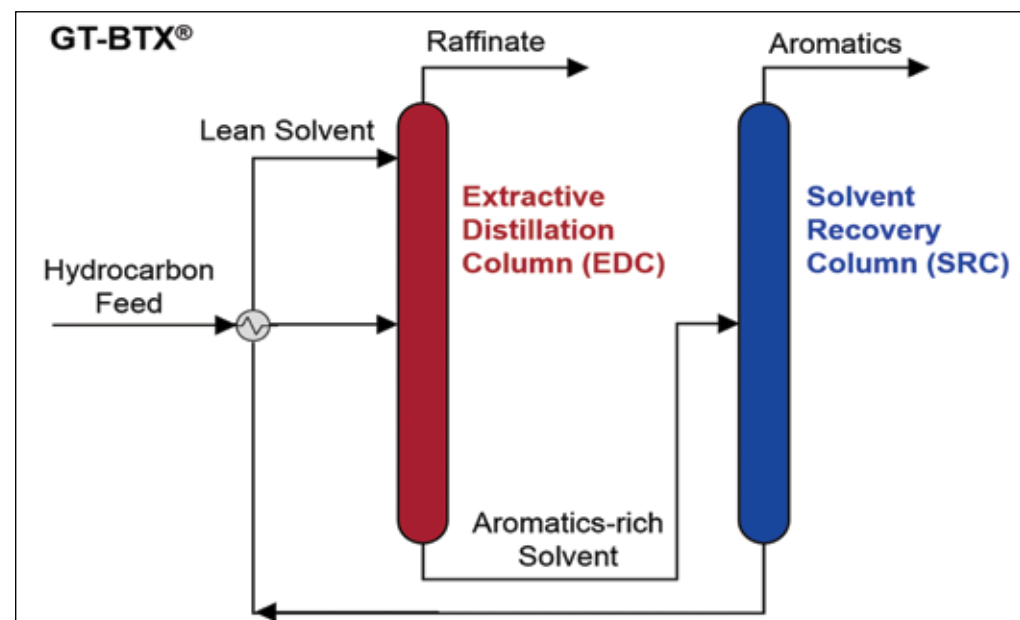 GT-BTX®
Raffinate
Aromatics
Lean Solvent
Extractive
Distillation
Column (EDC)
Solvent
Recovery
Column (SRC)
Hydrocarbon
Feed
Aromatics-rich
Solvent